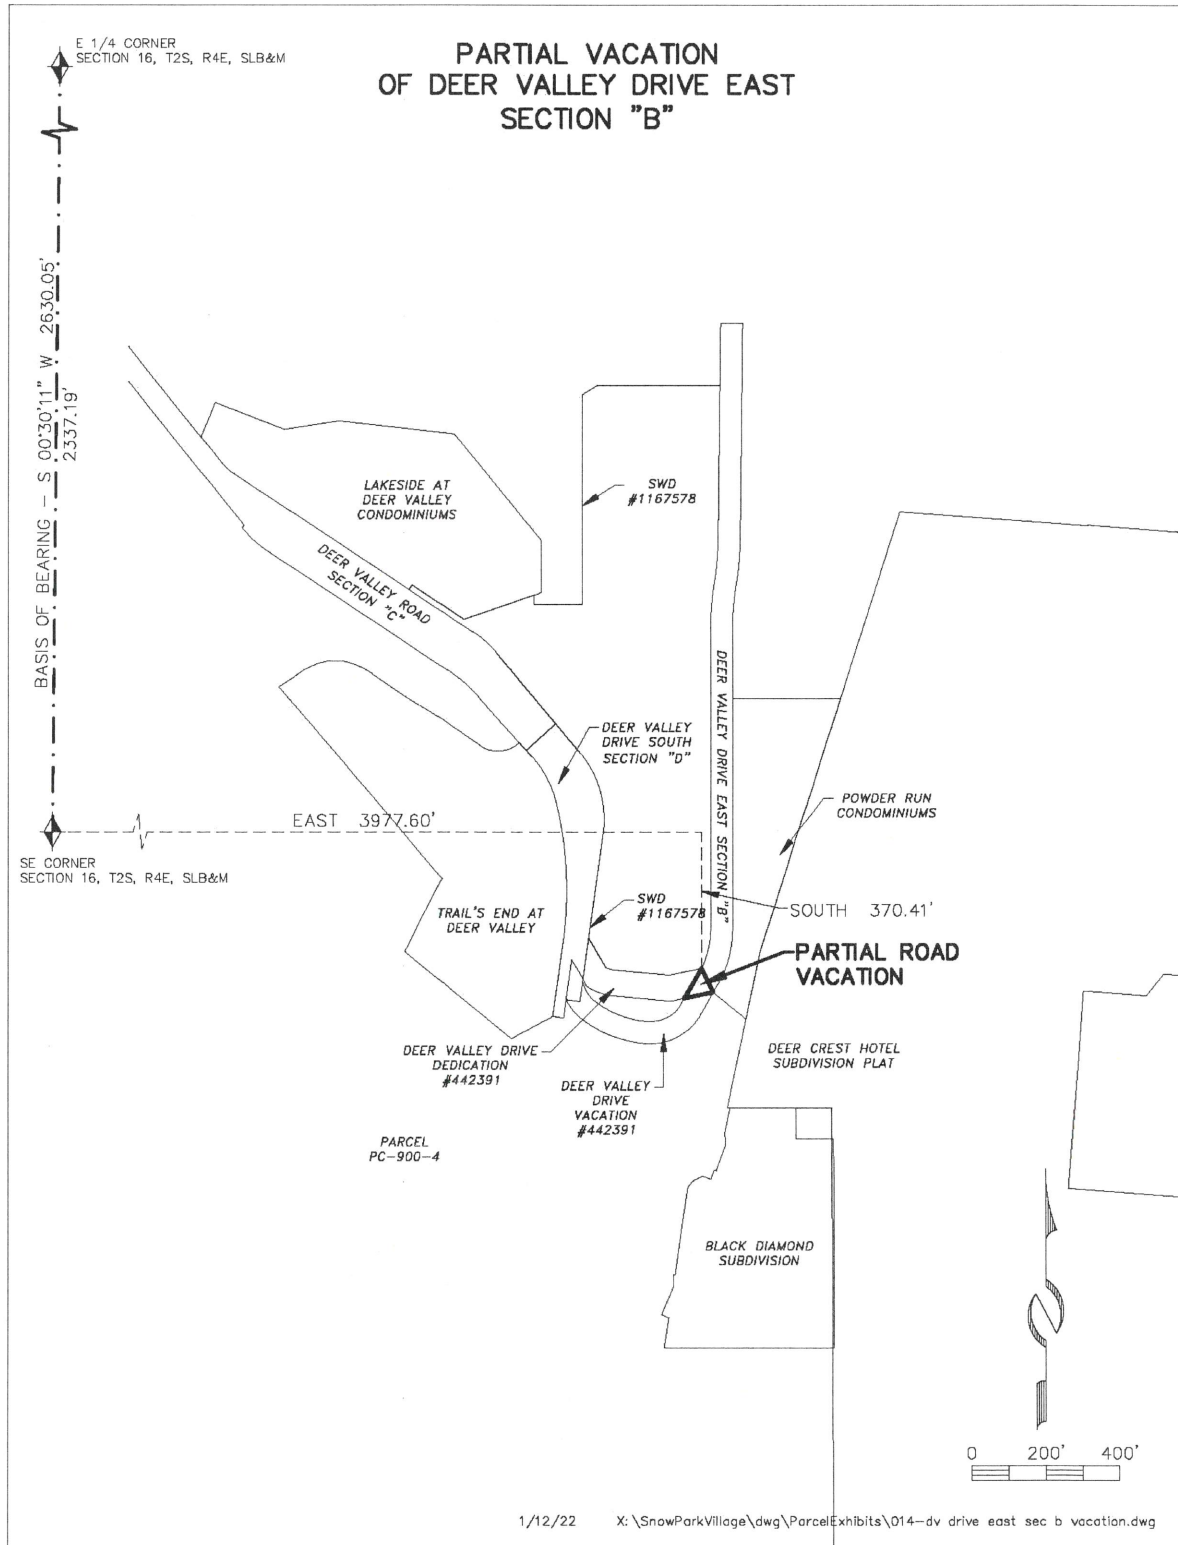 E 1/4 CORNER
SECTION 16, T2S, R4E, SLB&M
PARTIAL VACATION
OF DEER VALLEY DRIVE EAST
SECTION "B"
BASIS OF BEARING - S 00°30'11" W 2630.05'
2337.19'
LAKESIDE AT
DEER VALLEY
CONDOMINIUMS
SWD
#1167578
DEER VALLEY ROAD
SECTION "C"
DEER VALLEY
DRIVE SOUTH
SECTION "D"
DEER VALLEY DRIVE EAST SECTION "B"
POWDER RUN
CONDOMINIUMS
EAST 3977.60'
SE CORNER
SECTION 16, T2S, R4E, SLB&M
TRAIL'S END AT
DEER VALLEY
SWD
#1167578
SOUTH 370.41'
PARTIAL ROAD
VACATION
DEER VALLEY DRIVE
DEDICATION
#442391
DEER VALLEY
DRIVE
VACATION
#442391
DEER CREST HOTEL
SUBDIVISION PLAT
PARCEL
PC-900-4
BLACK DIAMOND
SUBDIVISION
0 200' 400'
1/12/22 X:\SnowParkVillage\dwg\ParcelExhibits\014-dv drive east sec b vacation.dwg